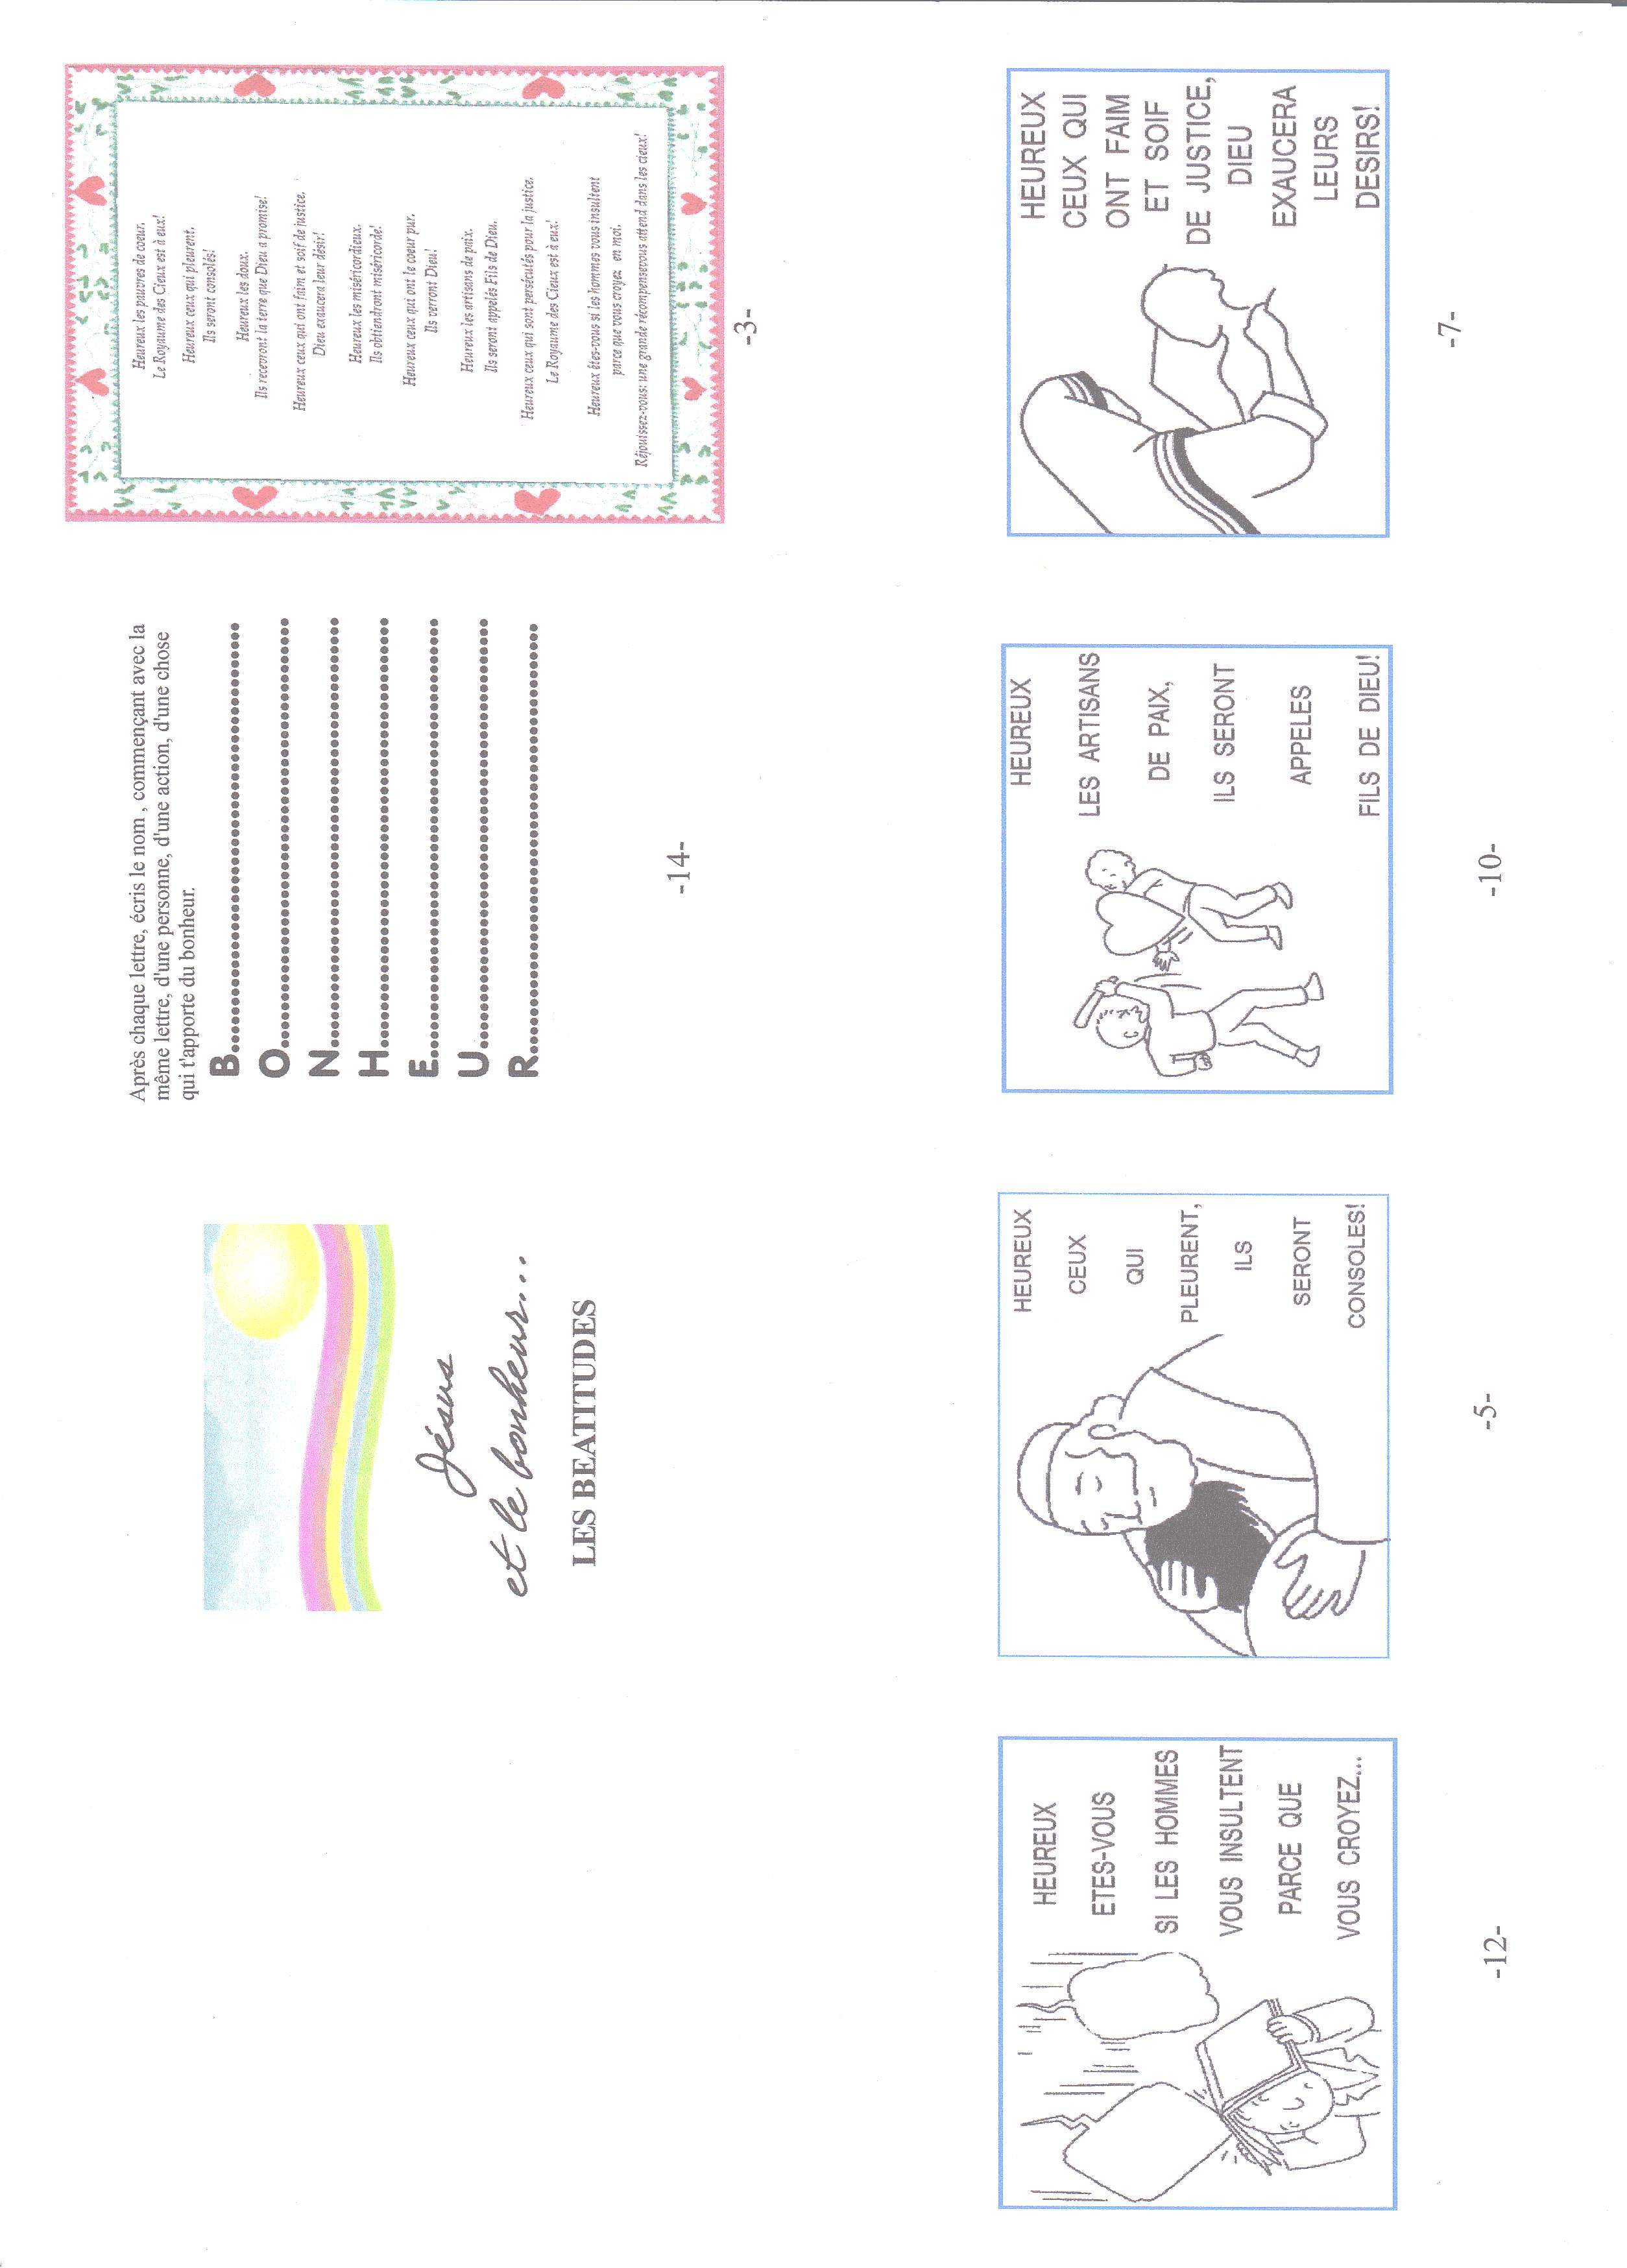 Jésus
et le bonheur...
LES BEATITUDES
Après chaque lettre, écris le nom , commençant avec la
même lettre, d'une personne, d'une action, d'une chose
qui t'apporte du bonheur.
B..........................................................
O..........................................................
N..........................................................
H..........................................................
E..........................................................
U..........................................................
R..........................................................
-14-
Heureux les pauvres de coeur.
Le Royaume des Cieux est à eux!
Heureux ceux qui pleurent.
Ils seront consolés!
Heureux les doux.
Ils recevront la terre que Dieu a promise!
Heureux ceux qui ont faim et soif de justice.
Dieu exaucera leur désir!
Heureux les miséricordieux.
Ils obtiendront miséricorde!
Heureux ceux qui ont le coeur pur.
Ils verront Dieu!
Heureux les artisans de paix.
Ils seront appelés Fils de Dieu.
Heureux ceux qui sont persécutés pour la justice.
Le Royaume des Cieux est à eux!
Heureux êtes-vous si les hommes vous insultent
parce que vous croyez en moi.
Réjouissez-vous: une grande récompensevous attend dans les cieux!
-3-
HEUREUX
ETES-VOUS
SI LES HOMMES
VOUS INSULTENT
PARCE QUE
VOUS CROYEZ...
-12-
HEUREUX
CEUX
QUI
PLEURENT,
ILS
SERONT
CONSOLES!
-5-
HEUREUX
LES ARTISANS
DE PAIX,
ILS SERONT
APPELES
FILS DE DIEU!
-10-
HEUREUX
CEUX QUI
ONT FAIM
ET SOIF
DE JUSTICE,
DIEU
EXAUCERA
LEURS
DESIRS!
-7-